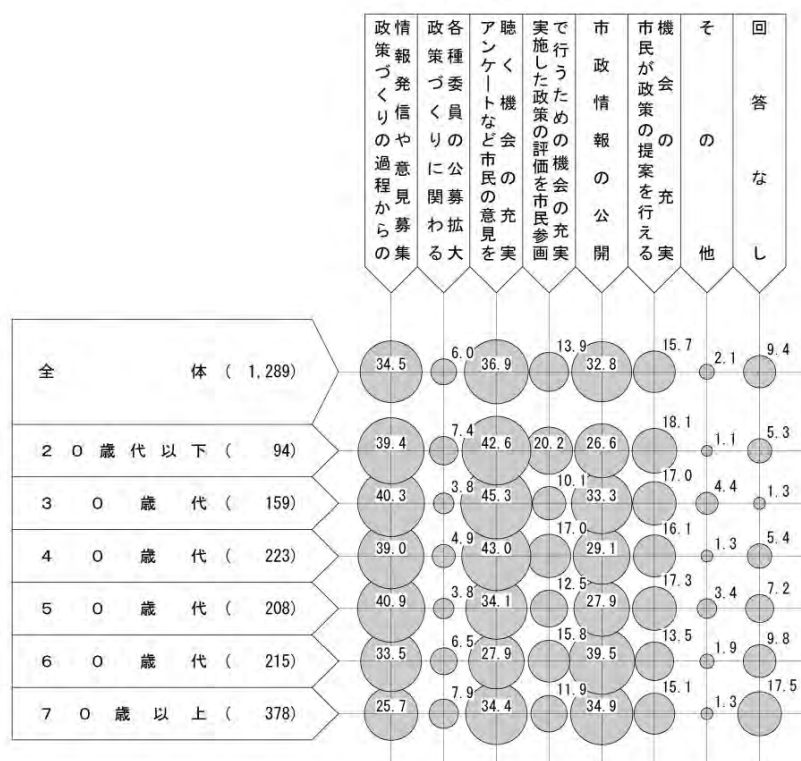 政策づくりの過程からの
情報発信や意見募集
政策づくりに関わる
各種委員の公募拡大
アンケートなど市民の意見を
聴く機会の充実
実施した政策の評価を市民参画
で行うための機会の充実
市政情報の公開
市民が政策の提案を行える
機会の充実
その他
回答なし
全体 ( 1,289) 34.5 6.0 36.9 13.9 32.8 15.7 2.1 9.4
２０歳代以下 ( 94) 39.4 7.4 42.6 20.2 26.6 18.1 1.1 5.3
３０歳代 ( 159) 40.3 3.8 45.3 10.1 33.3 17.0 4.4 1.3
４０歳代 ( 223) 39.0 4.9 43.0 17.0 29.1 16.1 1.3 5.4
５０歳代 ( 208) 40.9 3.8 34.1 12.5 27.9 17.3 3.4 7.2
６０歳代 ( 215) 33.5 6.5 27.9 15.8 39.5 13.5 1.9 9.8
７０歳以上 ( 378) 25.7 7.9 34.4 11.9 34.9 15.1 1.3 17.5